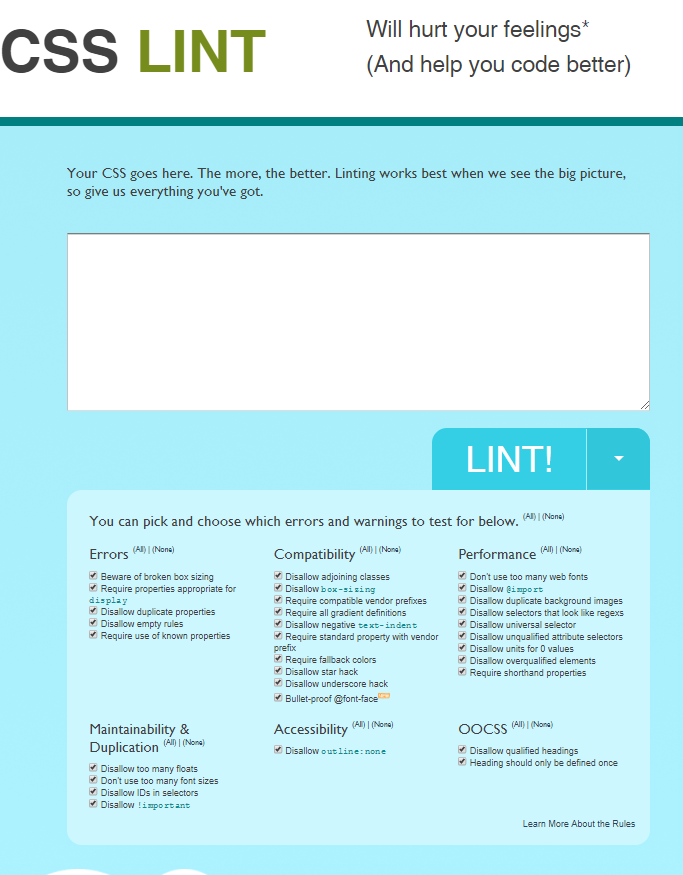 CSS LINT
Will hurt your feelings*
(And help you code better)
Your CSS goes here. The more, the better. Linting works best when we see the big picture,
so give us everything you've got.
LINT!
You can pick and choose which errors and warnings to test for below. (All) | (None)
Errors (All) | (None)
Beware of broken box sizing
Require properties appropriate for
display
Disallow duplicate properties
Disallow empty rules
Require use of known properties
Compatibility (All) | (None)
Disallow adjoining classes
Disallow box-sizing
Require compatible vendor prefixes
Require all gradient definitions
Disallow negative text-indent
Require standard property with vendor
prefix
Require fallback colors
Disallow star hack
Disallow underscore hack
Bullet-proof @font-face
Performance (All) | (None)
Don't use too many web fonts
Disallow @import
Disallow duplicate background images
Disallow selectors that look like regexs
Disallow universal selector
Disallow unqualified attribute selectors
Disallow units for 0 values
Disallow overqualified elements
Require shorthand properties
Maintainability &
Duplication (All) | (None)
Disallow too many floats
Don't use too many font sizes
Disallow IDs in selectors
Disallow !important
Accessibility (All) | (None)
Disallow outline:none
OOCSS (All) | (None)
Disallow qualified headings
Heading should only be defined once
Learn More About the Rules